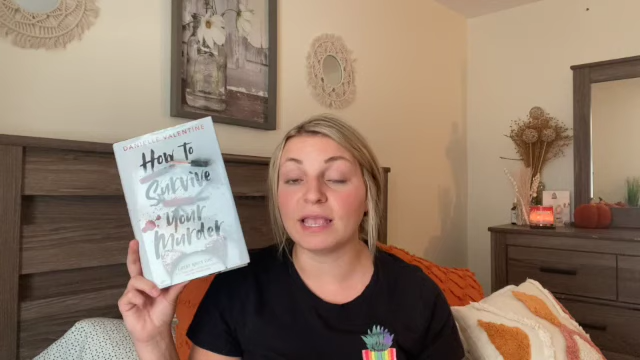 DANIELLE VALENTINE
How To
Survive
Your
Murder